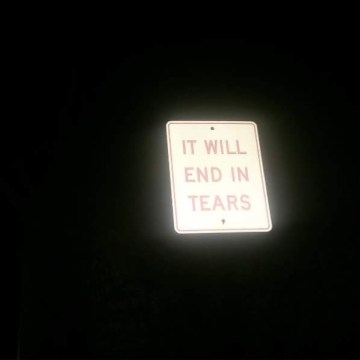 IT WILL
END IN
TEARS